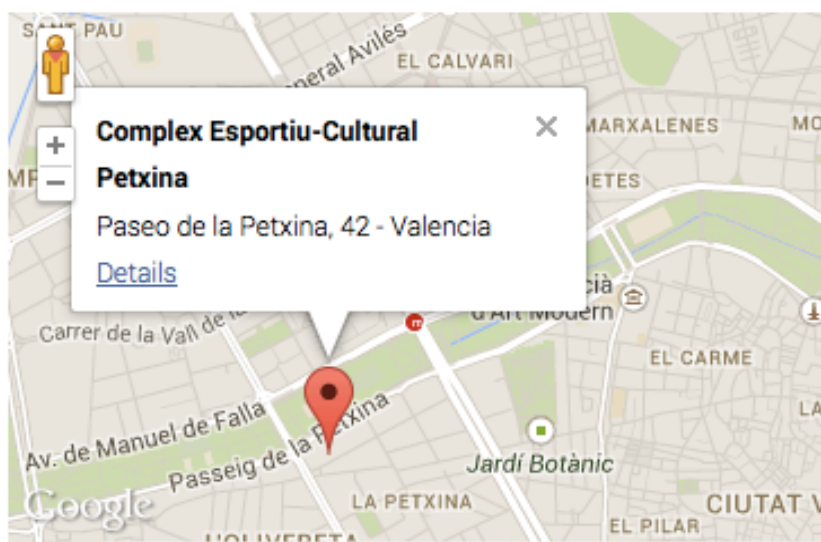 SANT PAU
General Avilés
EL CALVARI
Complex Esportiu-Cultural
Petxina
Paseo de la Petxina, 42 - Valencia
Details
MARXALENES
Carrer de la Vall de la
d'Art Modern
EL CARME
Av. de Manuel de Falla
Passeig de la Petxina
Jardí Botànic
Google
LA PETXINA
CIUTAT V
EL PILAR
L'OLIVERETA